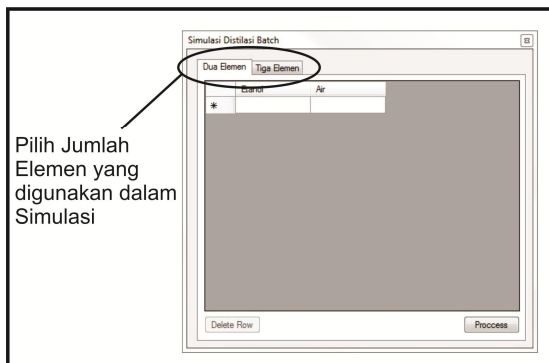 Simulasi Distilasi Batch
Dua Elemen Tiga Elemen
Etanol Air
*
Pilih Jumlah
Elemen yang
digunakan dalam
Simulasi
Delete Row Proccess